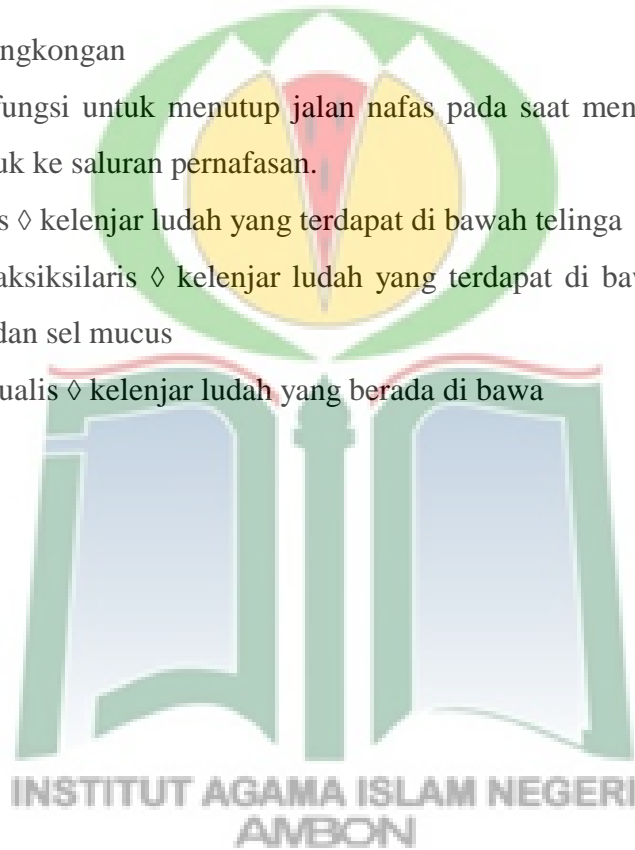 ngkongan
fungsi untuk menutup jalan nafas pada saat men
uk ke saluran pernafasan.
s ◊ kelenjar ludah yang terdapat di bawah telinga
aksiksilaris ◊ kelenjar ludah yang terdapat di baw
dan sel mucus
ualis ◊ kelenjar ludah yang berada di bawa
INSTITUT AGAMA ISLAM NEGERI
AMBON